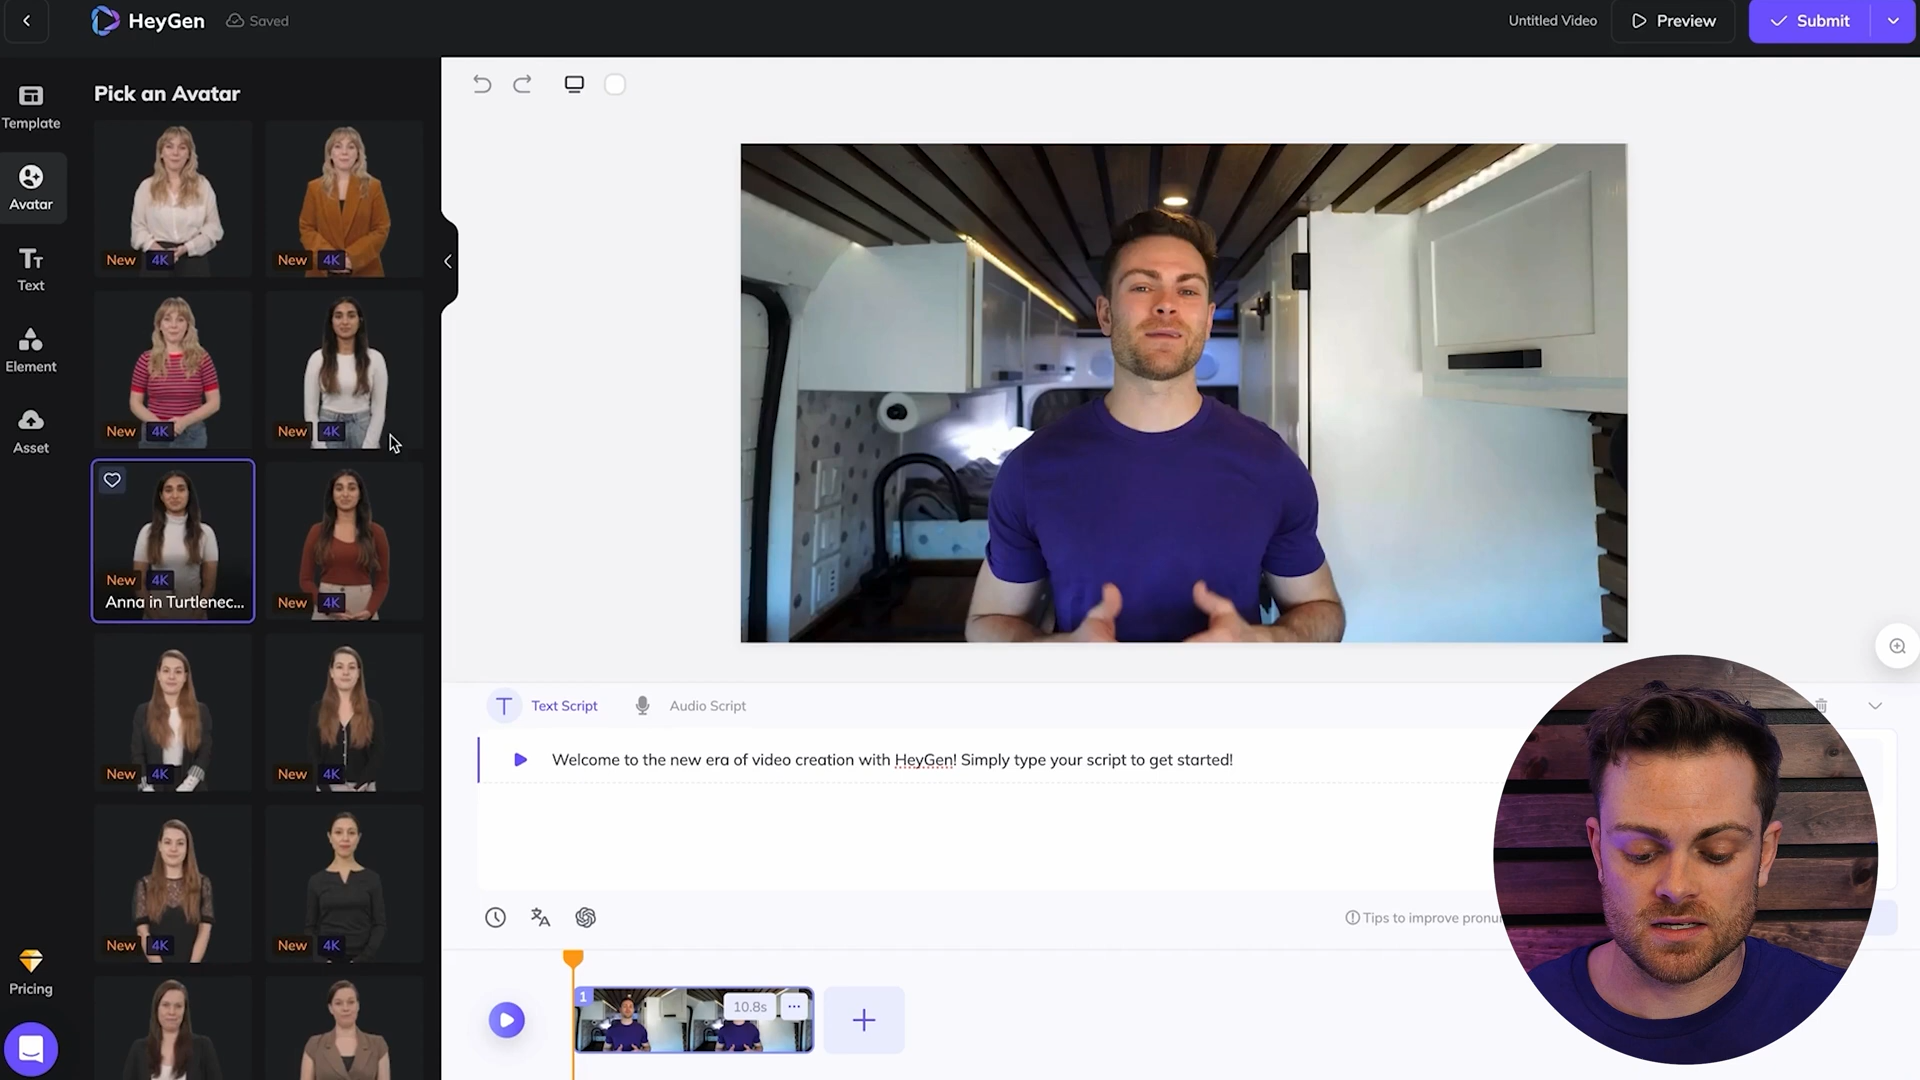 HeyGen
Saved
Untitled Video
Preview
Submit
Template
Avatar
Text
Element
Asset
Pricing
Pick an Avatar
New 4K
New 4K
New 4K
New 4K
New 4K
Anna in Turtlenec...
New 4K
New 4K
New 4K
New 4K
New 4K
Text Script
Audio Script
Welcome to the new era of video creation with HeyGen! Simply type your script to get started!
Tips to improve
1
10.8s